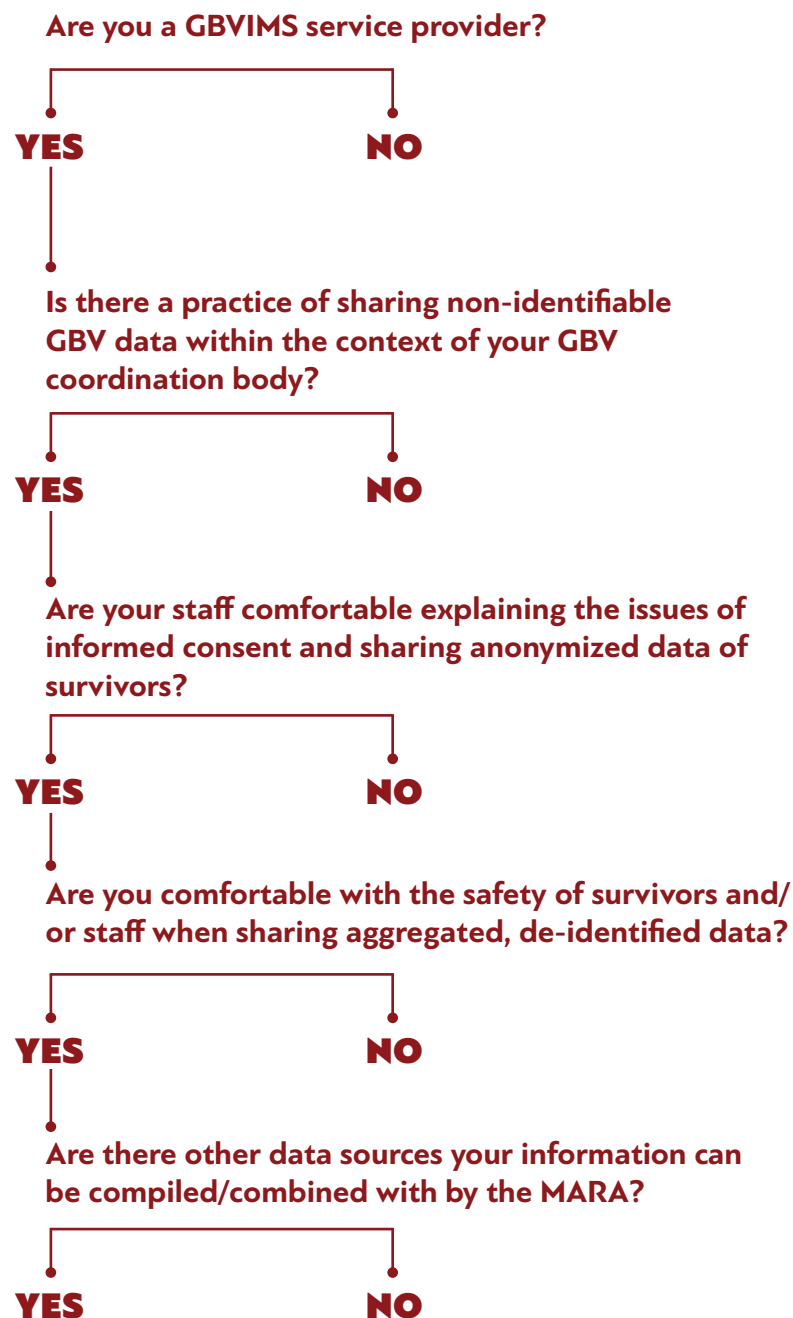 Are you a GBVIMS service provider?
YES NO
Is there a practice of sharing non-identifiable
GBV data within the context of your GBV
coordination body?
YES NO
Are your staff comfortable explaining the issues of
informed consent and sharing anonymized data of
survivors?
YES NO
Are you comfortable with the safety of survivors and/
or staff when sharing aggregated, de-identified data?
YES NO
Are there other data sources your information can
be compiled/combined with by the MARA?
YES NO